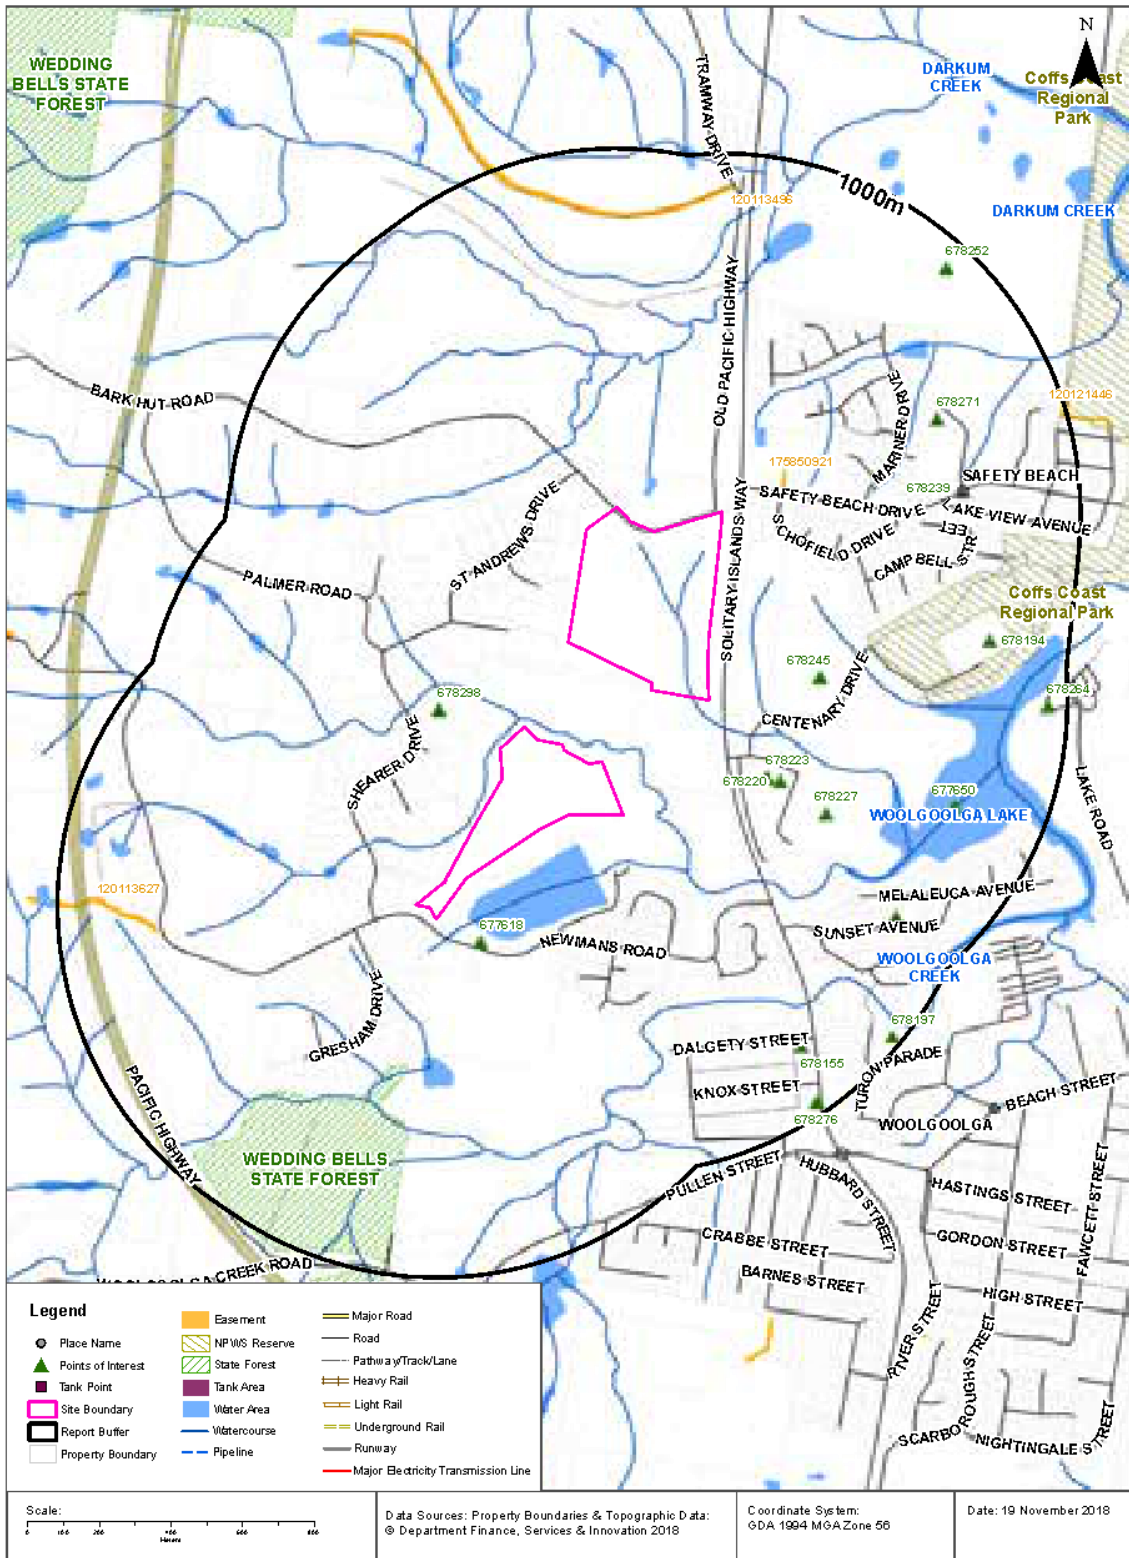 N
WEDDING
BELLS STATE
FOREST
TRAMWAY DRIVE
DARKUM
CREEK
Coffs Coast
Regional
Park
1000m
120113496
DARKUM CREEK
678252
OLD PACIFIC HIGHWAY
BARK HUT ROAD
MARINER DRIVE
678271
120121446
175850921
678239
SAFETY BEACH
SAFETY BEACH DRIVE
LAKE VIEW AVENUE
ST ANDREWS DRIVE
SCHOFIELD DRIVE
CAMPBELL STREET
PALMER ROAD
SOLITARY ISLANDS WAY
Coffs Coast
Regional Park
678194
678245
678298
678264
CENTENARY DRIVE
SHEARER DRIVE
678223
678220
678227
677650
WOOLGOOLGA LAKE
LAKE ROAD
120113627
MELALEUCA AVENUE
SUNSET AVENUE
677618
NEWMANS ROAD
WOOLGOOLGA
CREEK
GRESHAM DRIVE
678197
DALGETY STREET
678155
TURON PARADE
KNOX STREET
BEACH STREET
678276
WOOLGOOLGA
PACIFIC HIGHWAY
WEDDING BELLS
STATE FOREST
PULLEN STREET
HUBBARD STREET
HASTINGS STREET
FAWCETT STREET
CRABBE STREET
GORDON STREET
WOOLGOOLGA CREEK ROAD
BARNES STREET
HIGH STREET
RIVER STREET
SCARBOROUGH STREET
NIGHTINGALE STREET
Legend
Place Name
Points of Interest
Tank Point
Site Boundary
Report Buffer
Property Boundary
Easement
NPWS Reserve
State Forest
Tank Area
Water Area
Watercourse
Pipeline
Major Road
Road
Pathway/Track/Lane
Heavy Rail
Light Rail
Underground Rail
Runway
Major Electricity Transmission Line
Scale:
0 100 200 400 600 800
Meters
Data Sources: Property Boundaries & Topographic Data:
© Department Finance, Services & Innovation 2018
Coordinate System:
GDA 1994 MGA Zone 56
Date: 19 November 2018